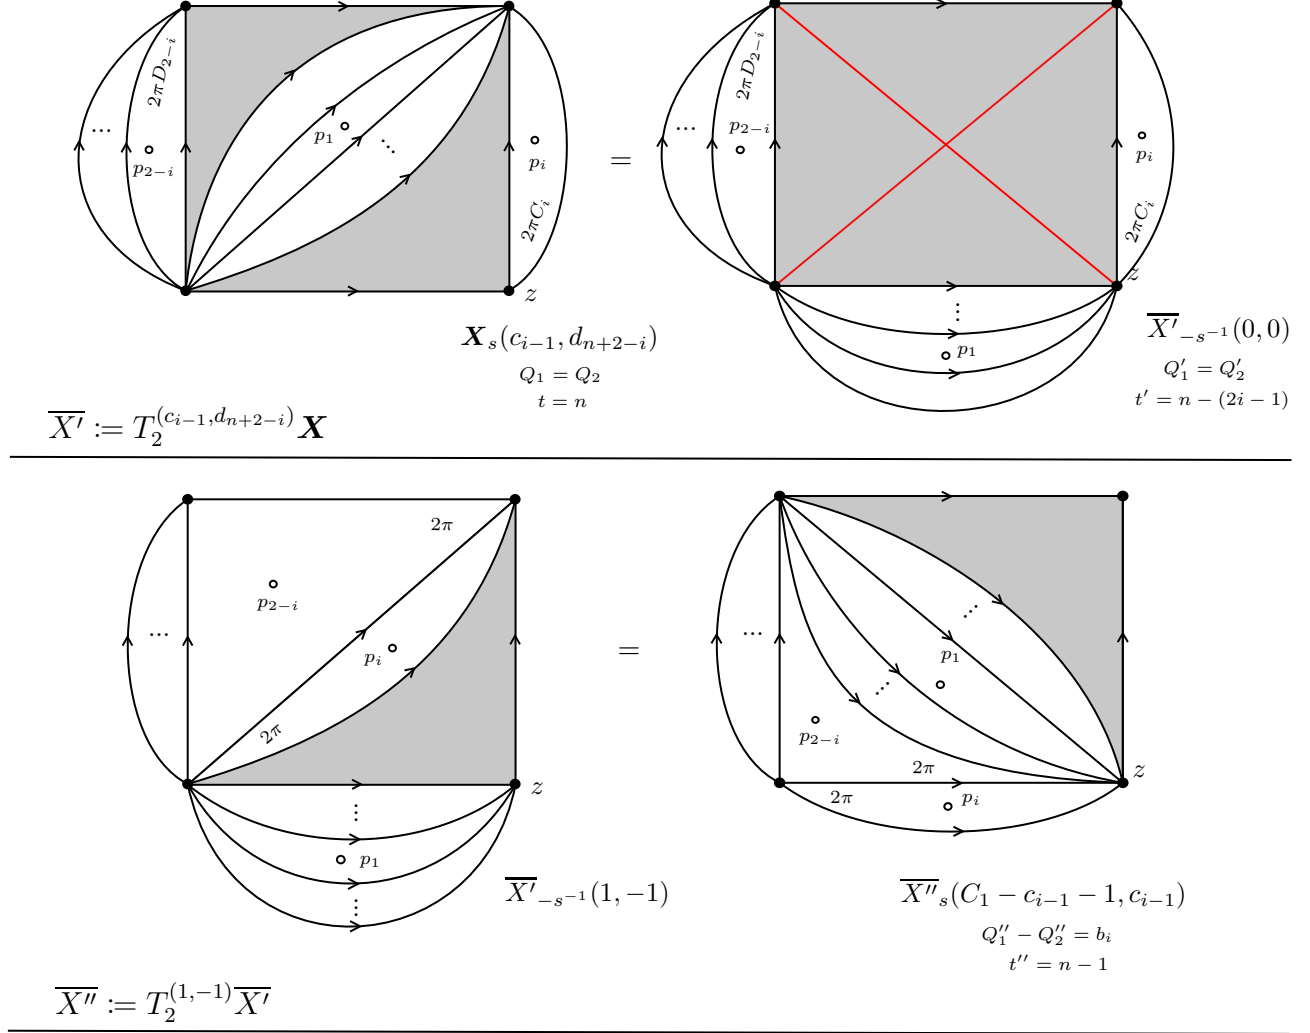 2πD_{2−i}
...
p_{2−i}
p_1
...
p_i
2πC_i
z
𝑿_s(c_{i−1}, d_{n+2−i})
Q_1 = Q_2
t = n
=
2πD_{2−i}
...
p_{2−i}
p_i
2πC_i
z
...
p_1
\overline{X′}_{−s^{−1}}(0, 0)
Q′_1 = Q′_2
t′ = n − (2i − 1)
\overline{X′} := T_2^{(c_{i−1}, d_{n+2−i})} 𝑿
2π
p_{2−i}
...
p_i
2π
z
...
p_1
...
\overline{X′}_{−s^{−1}}(1, −1)
=
...
...
p_1
...
p_{2−i}
z
2π
2π
p_i
\overline{X″}_s(C_1 − c_{i−1} − 1, c_{i−1})
Q″_1 − Q″_2 = b_i
t″ = n − 1
\overline{X″} := T_2^{(1,−1)} \overline{X′}